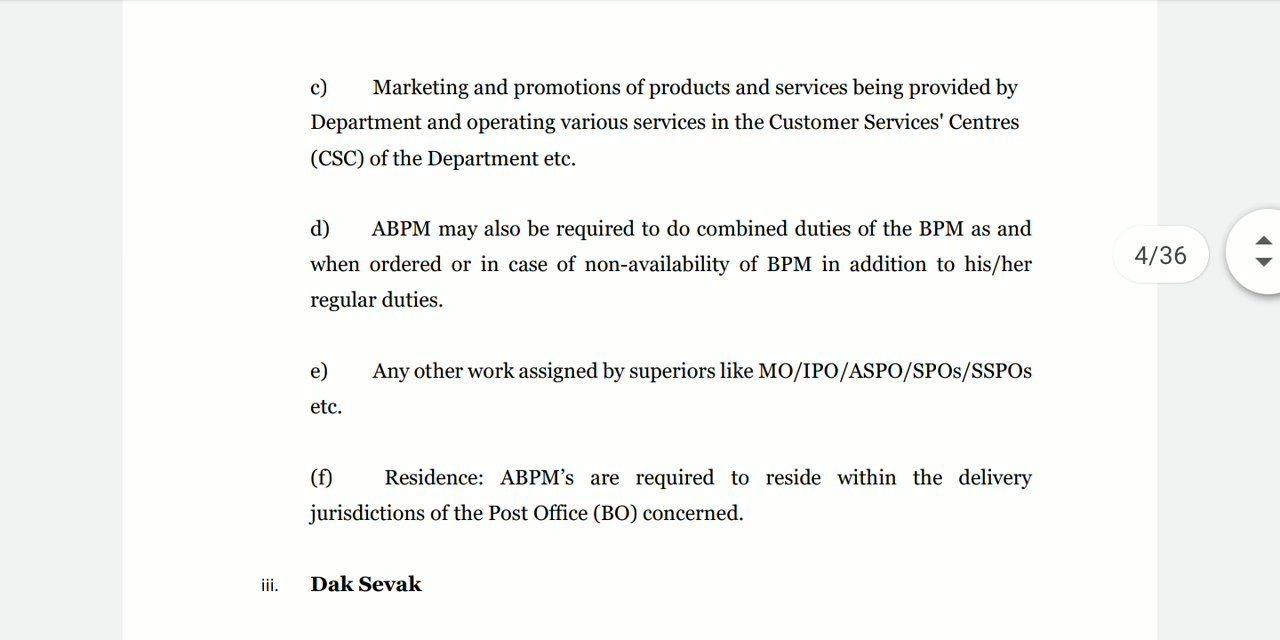 c) Marketing and promotions of products and services being provided by
Department and operating various services in the Customer Services' Centres
(CSC) of the Department etc.
d) ABPM may also be required to do combined duties of the BPM as and
when ordered or in case of non-availability of BPM in addition to his/her
regular duties.
4/36
e) Any other work assigned by superiors like MO/IPO/ASPO/SPOs/SSPOs
etc.
(f) Residence: ABPM’s are required to reside within the delivery
jurisdictions of the Post Office (BO) concerned.
iii. Dak Sevak